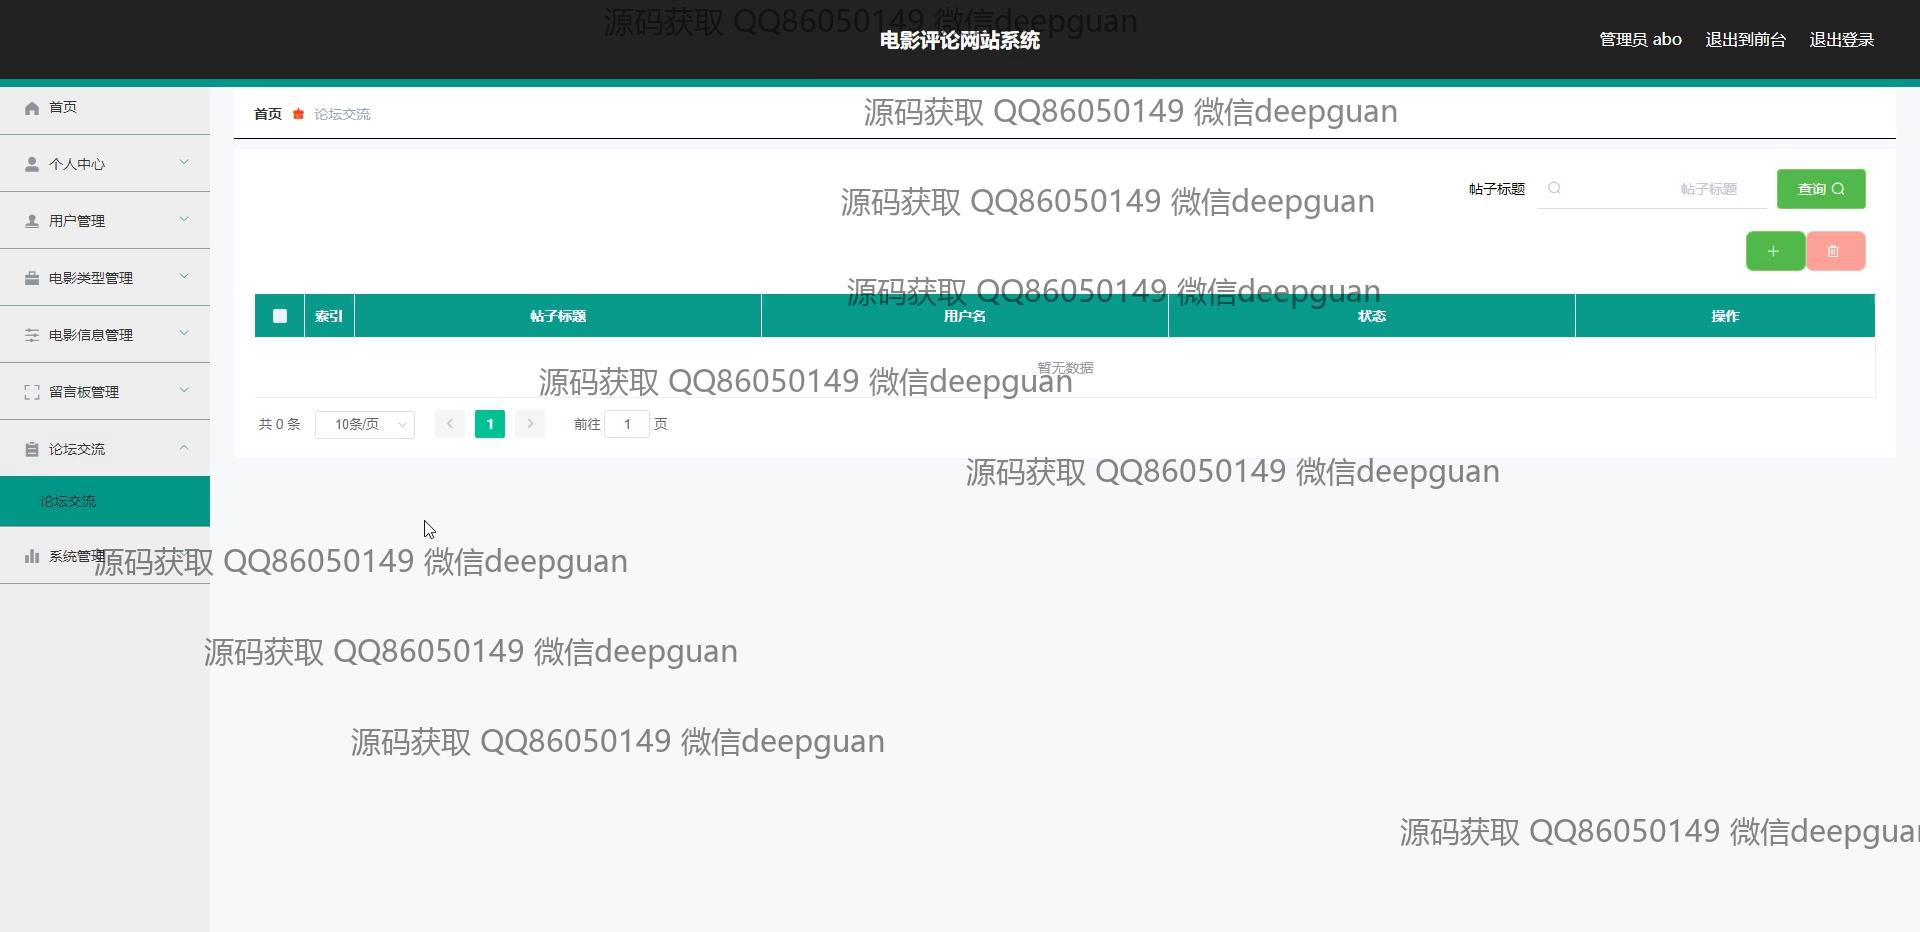 源码获取 QQ86050149 微信deepguan
电影评论网站系统
管理员 abo 退出到前台 退出登录
首页
首页 论坛交流
源码获取 QQ86050149 微信deepguan
个人中心
帖子标题 帖子标题 查询
源码获取 QQ86050149 微信deepguan
用户管理
电影类型管理
源码获取 QQ86050149 微信deepguan
索引 帖子标题 用户名 状态 操作
电影信息管理
暂无数据
源码获取 QQ86050149 微信deepguan
留言板管理
共 0 条 10条/页 1 前往 1 页
论坛交流
源码获取 QQ86050149 微信deepguan
论坛交流
系统管理
源码获取 QQ86050149 微信deepguan
源码获取 QQ86050149 微信deepguan
源码获取 QQ86050149 微信deepguan
源码获取 QQ86050149 微信deepguan